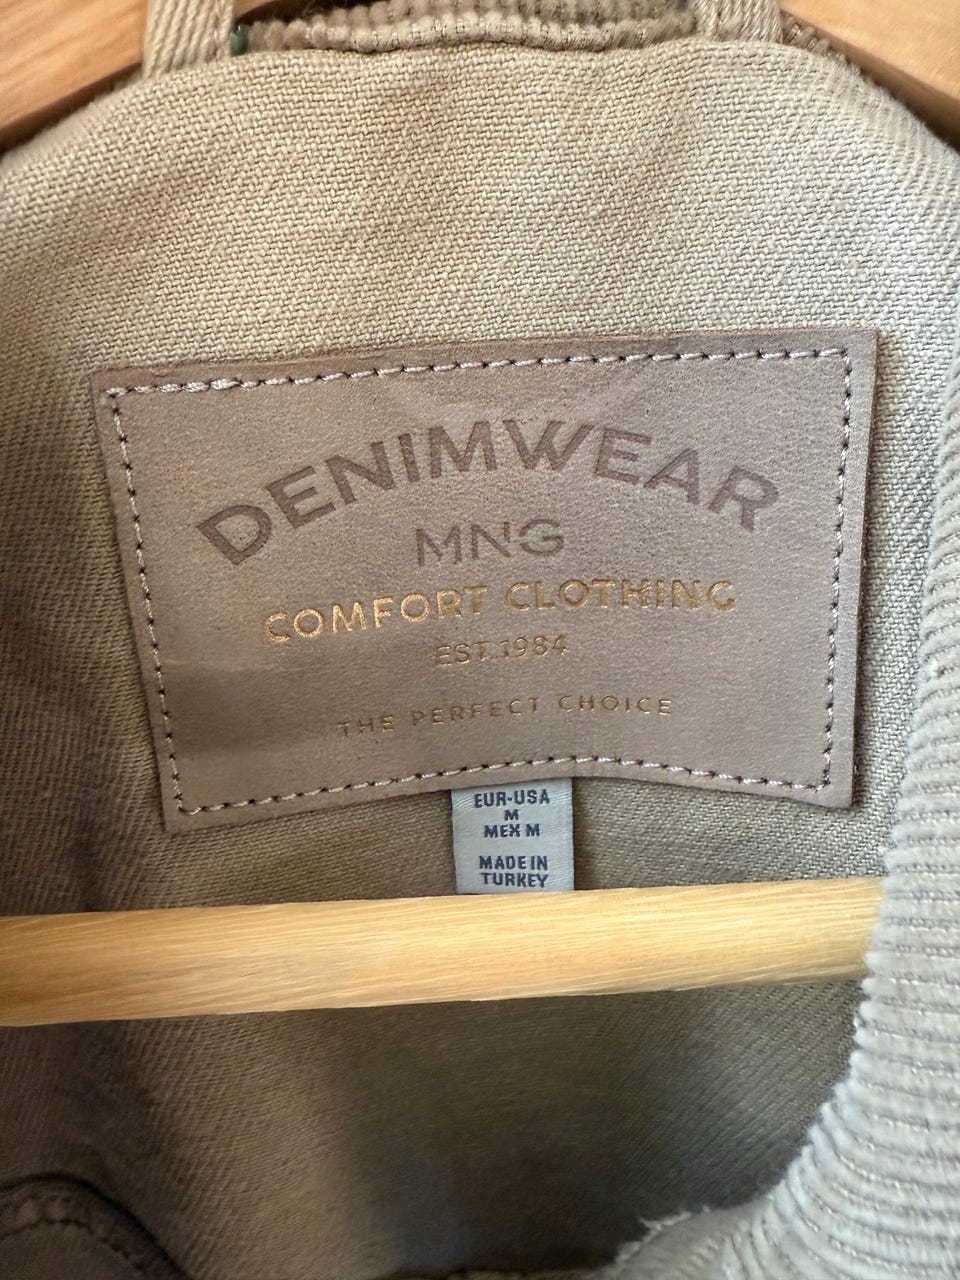 DENIMWEAR
MNG
COMFORT CLOTHING
EST.1984
THE PERFECT CHOICE
EUR-USA
M
MEX M
MADE IN
TURKEY